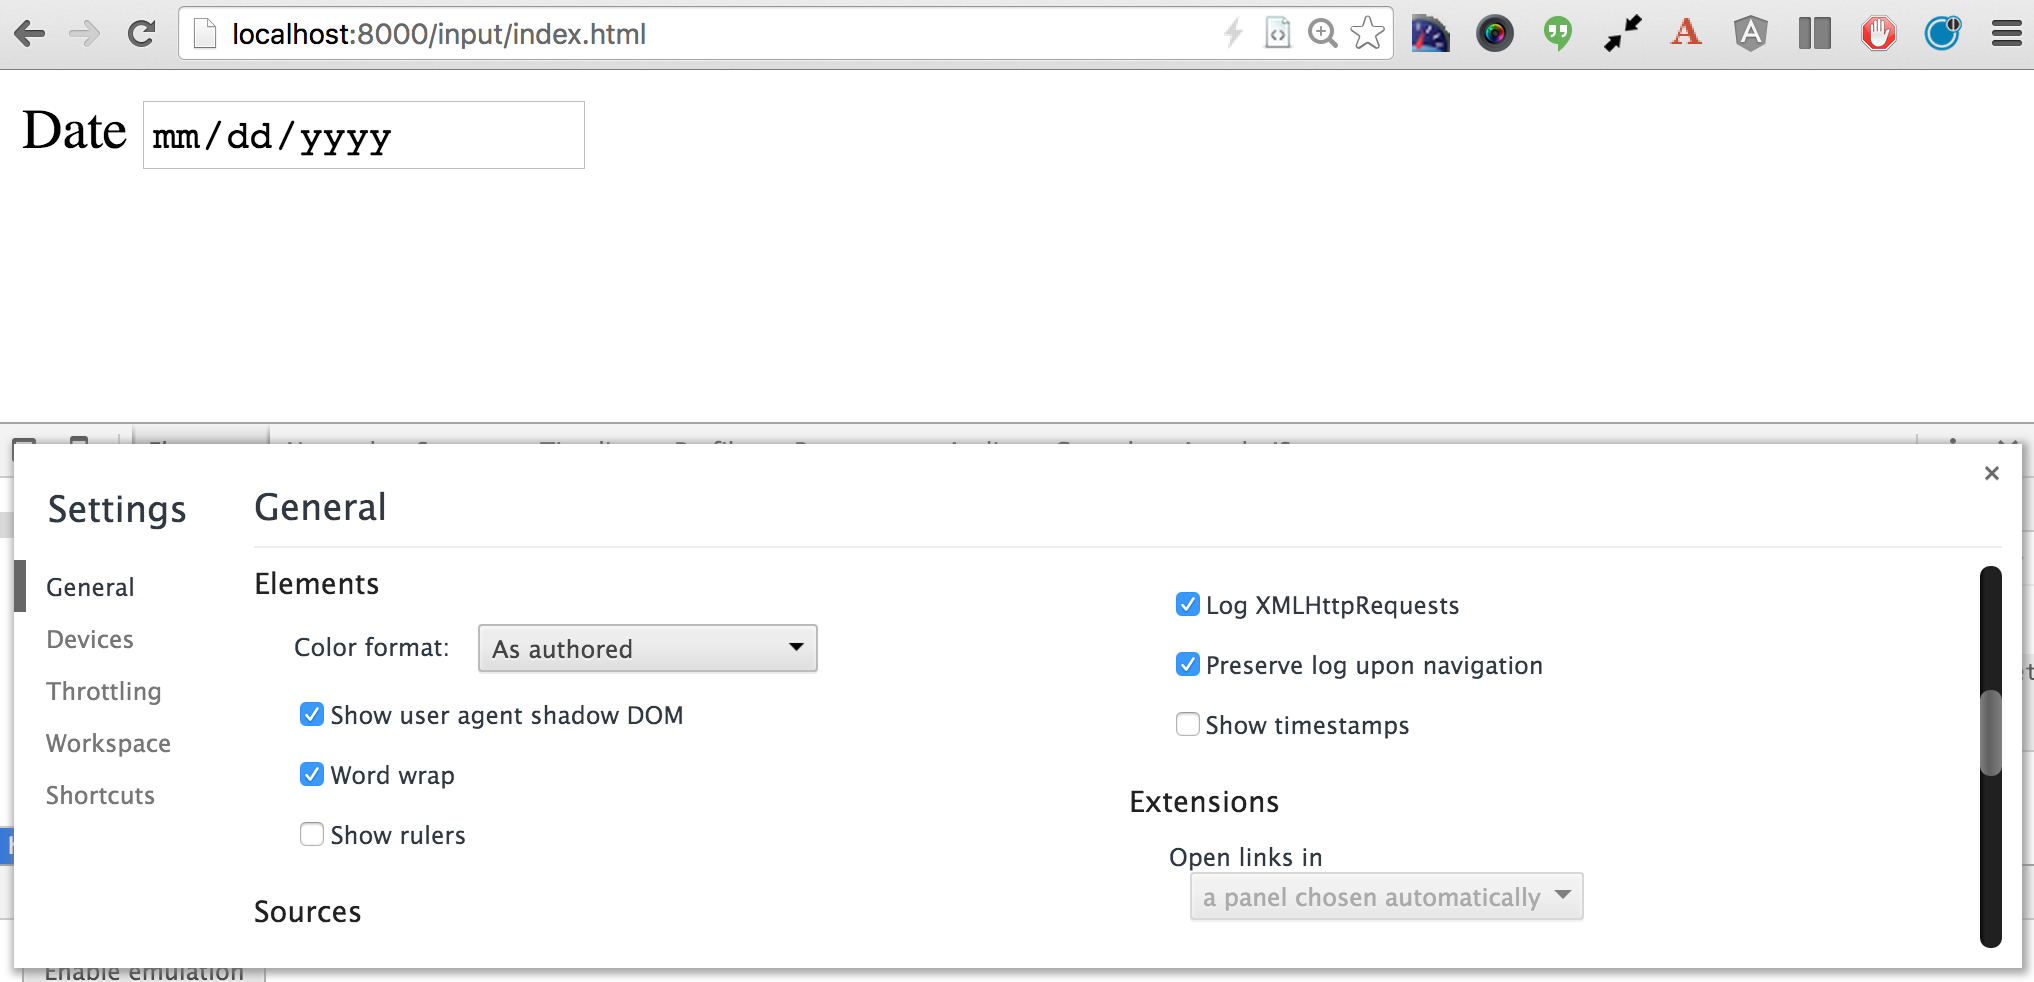 localhost:8000/input/index.html
Date mm/dd/yyyy
Settings
General
Devices
Throttling
Workspace
Shortcuts
General
Elements
Color format: As authored
Show user agent shadow DOM
Word wrap
Show rulers
Sources
Log XMLHttpRequests
Preserve log upon navigation
Show timestamps
Extensions
Open links in
a panel chosen automatically
Enable emulation